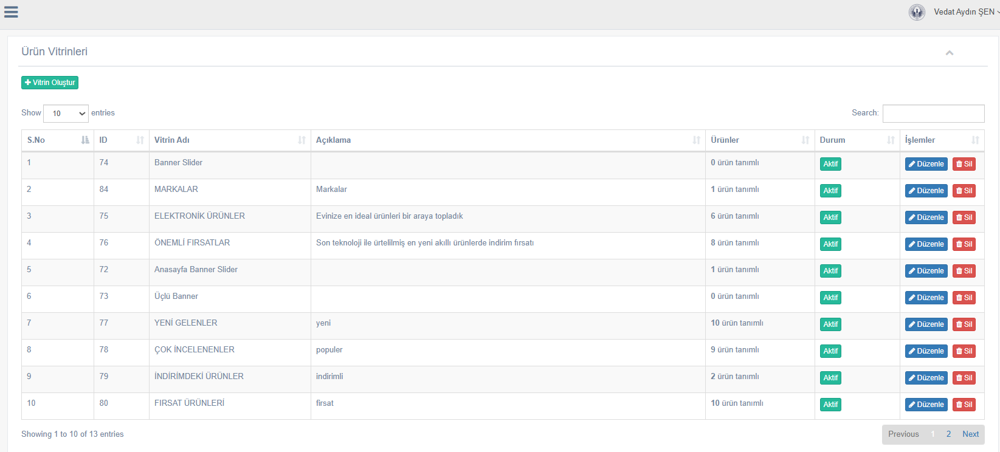 Vedat Aydın ŞEN
Ürün Vitrinleri
Vitrin Oluştur
Show 10 entries Search:
S.No ID Vitrin Adı Açıklama Ürünler Durum İşlemler
1 74 Banner Slider 0 ürün tanımlı Aktif Düzenle Sil
2 84 MARKALAR Markalar 1 ürün tanımlı Aktif Düzenle Sil
3 75 ELEKTRONİK ÜRÜNLER Evinize en ideal ürünleri bir araya topladık 6 ürün tanımlı Aktif Düzenle Sil
4 76 ÖNEMLİ FIRSATLAR Son teknoloji ile ürtelilmiş en yeni akıllı ürünlerde indirim fırsatı 8 ürün tanımlı Aktif Düzenle Sil
5 72 Anasayfa Banner Slider 1 ürün tanımlı Aktif Düzenle Sil
6 73 Üçlü Banner 0 ürün tanımlı Aktif Düzenle Sil
7 77 YENİ GELENLER yeni 10 ürün tanımlı Aktif Düzenle Sil
8 78 ÇOK İNCELENENLER populer 9 ürün tanımlı Aktif Düzenle Sil
9 79 İNDİRİMDEKİ ÜRÜNLER indirimli 2 ürün tanımlı Aktif Düzenle Sil
10 80 FIRSAT ÜRÜNLERİ firsat 10 ürün tanımlı Aktif Düzenle Sil
Showing 1 to 10 of 13 entries Previous 1 2 Next